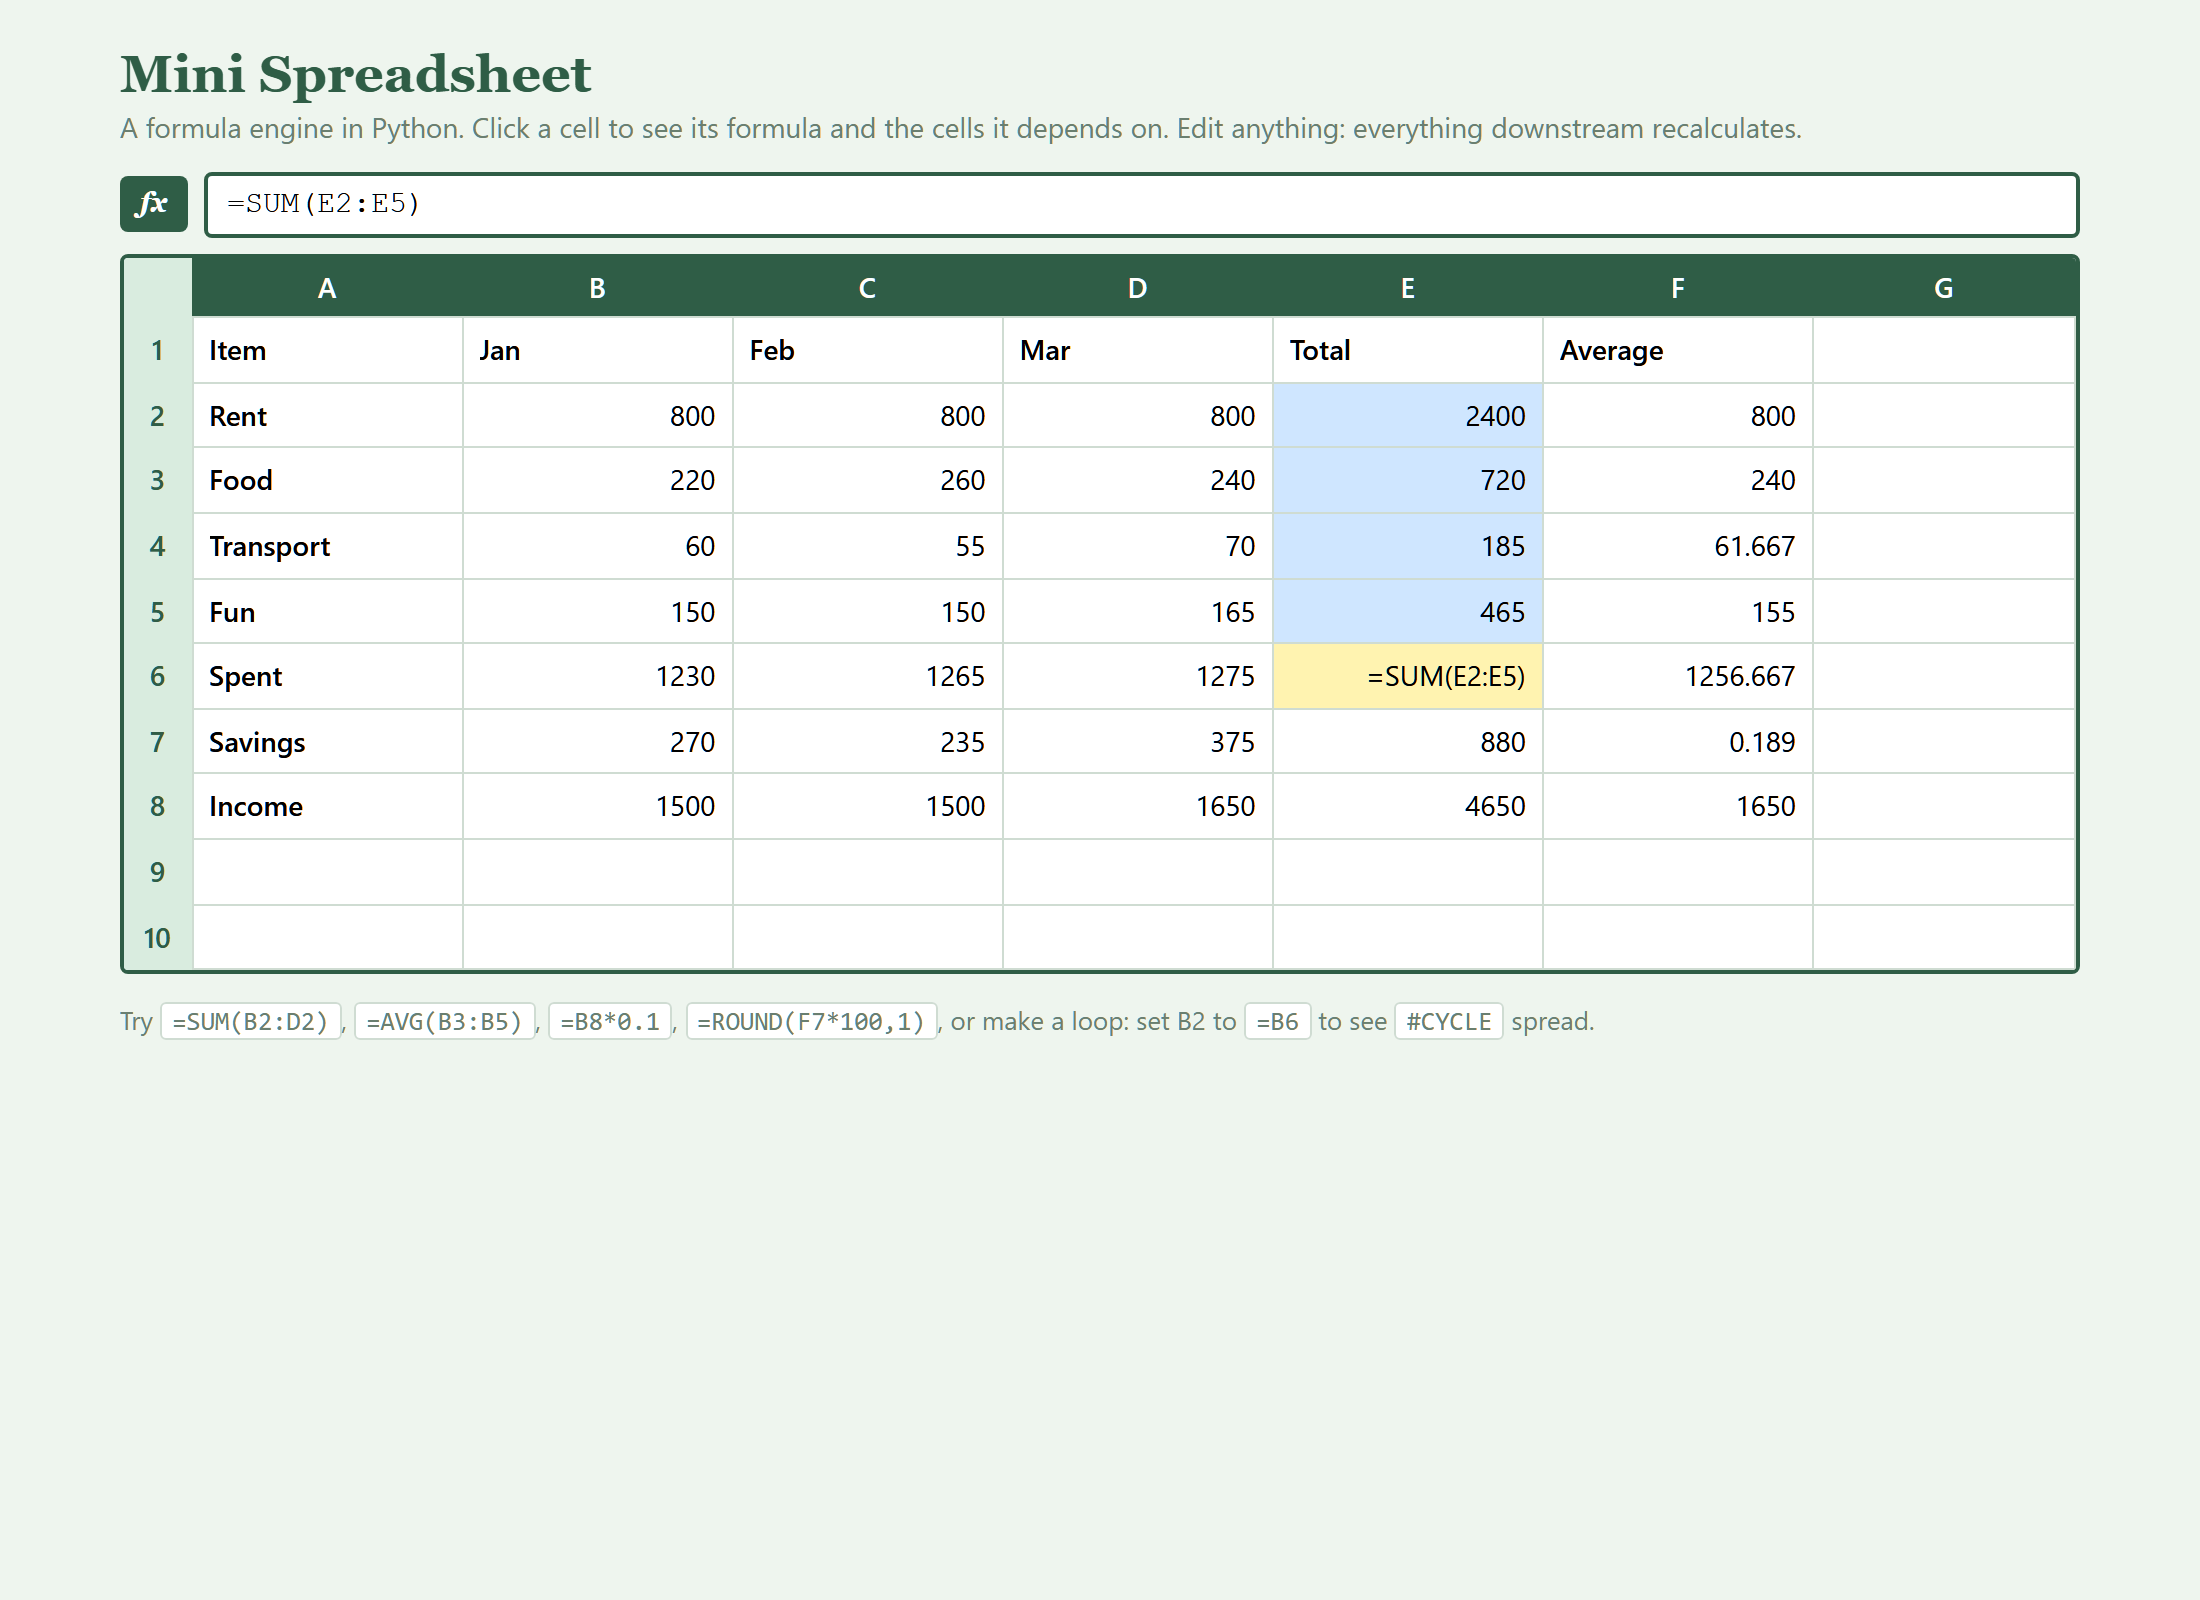 Mini Spreadsheet
A formula engine in Python. Click a cell to see its formula and the cells it depends on. Edit anything: everything downstream recalculates.
fx =SUM(E2:E5)
A B C D E F G
1 Item Jan Feb Mar Total Average
2 Rent 800 800 800 2400 800
3 Food 220 260 240 720 240
4 Transport 60 55 70 185 61.667
5 Fun 150 150 165 465 155
6 Spent 1230 1265 1275 =SUM(E2:E5) 1256.667
7 Savings 270 235 375 880 0.189
8 Income 1500 1500 1650 4650 1650
9
10
Try =SUM(B2:D2), =AVG(B3:B5), =B8*0.1, =ROUND(F7*100,1), or make a loop: set B2 to =B6 to see #CYCLE spread.